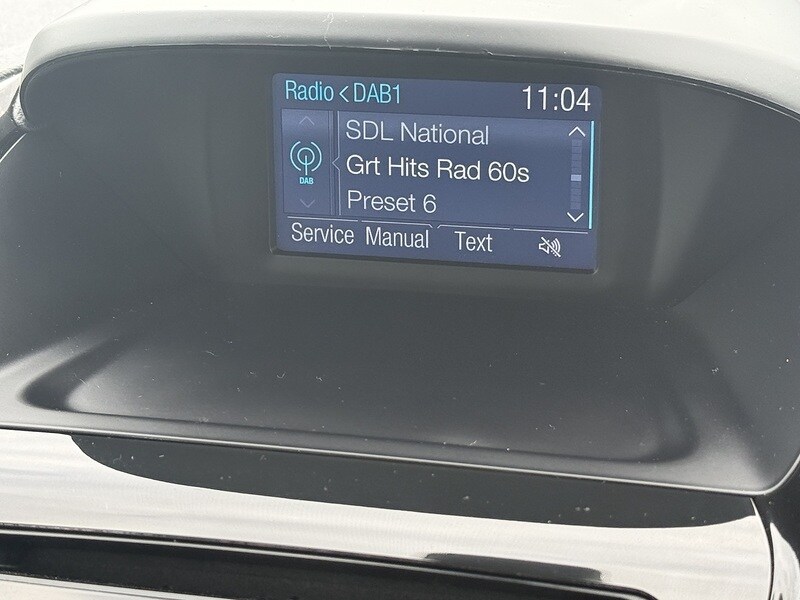 Radio < DAB1 11:04
SDL National
Grt Hits Rad 60s
DAB
Preset 6
Service Manual Text